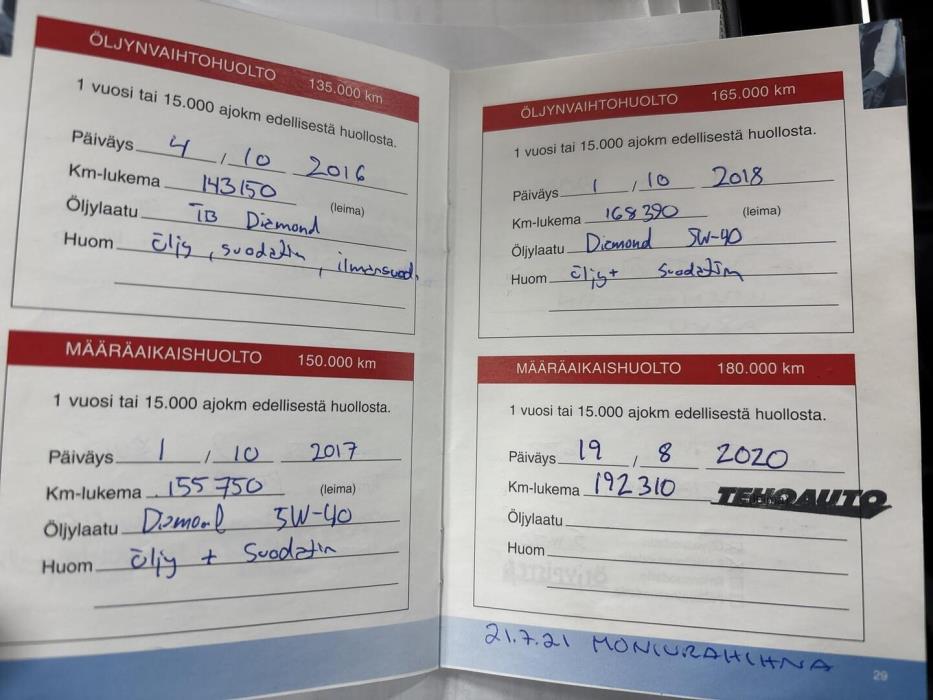 ÖLJYNVAIHTOHUOLTO 135.000 km
1 vuosi tai 15.000 ajokm edellisestä huollosta.
Päiväys 4 / 10 2016
Km-lukema 143150 (leima)
Öljylaatu TB Diamond
Huom öljy, suodatin, ilmansuod.
MÄÄRÄAIKAISHUOLTO 150.000 km
1 vuosi tai 15.000 ajokm edellisestä huollosta.
Päiväys 1 / 10 2017
Km-lukema 155750 (leima)
Öljylaatu Diamond 5W-40
Huom öljy + suodatin
ÖLJYNVAIHTOHUOLTO 165.000 km
1 vuosi tai 15.000 ajokm edellisestä huollosta.
Päiväys 1 / 10 2018
Km-lukema 168390 (leima)
Öljylaatu Diamond 5W-40
Huom öljy + suodatin
MÄÄRÄAIKAISHUOLTO 180.000 km
1 vuosi tai 15.000 ajokm edellisestä huollosta.
Päiväys 19 / 8 2020
Km-lukema 192310 TEHOAUTO
Öljylaatu
Huom
21.7.21 MONIURAHIHNA
29